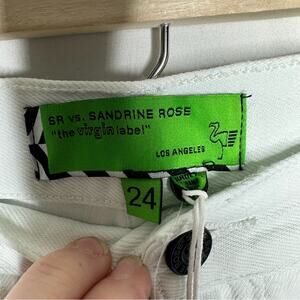 SR vs. SANDRINE ROSE
"the virgin label"
LOS ANGELES
24